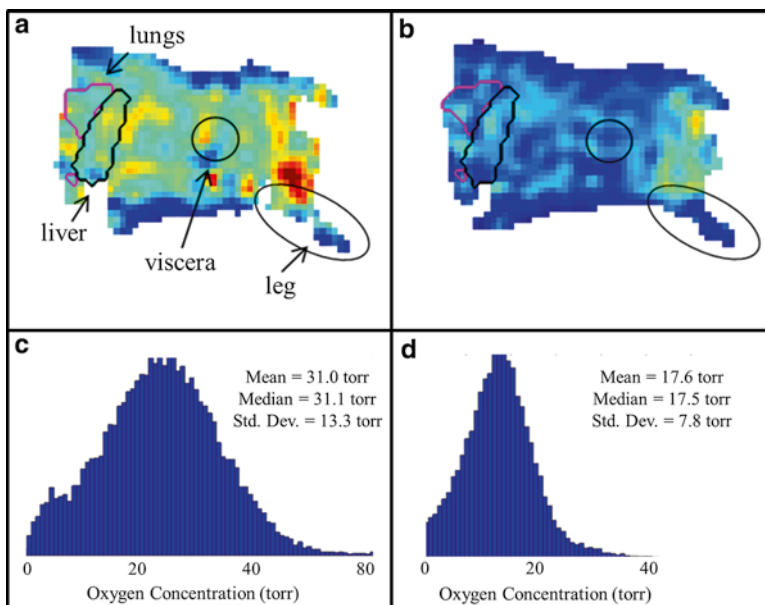 a
lungs
liver
viscera
leg
b
c
Mean = 31.0 torr
Median = 31.1 torr
Std. Dev. = 13.3 torr
0 20 40 60 80
Oxygen Concentration (torr)
d
Mean = 17.6 torr
Median = 17.5 torr
Std. Dev. = 7.8 torr
0 20 40
Oxygen Concentration (torr)